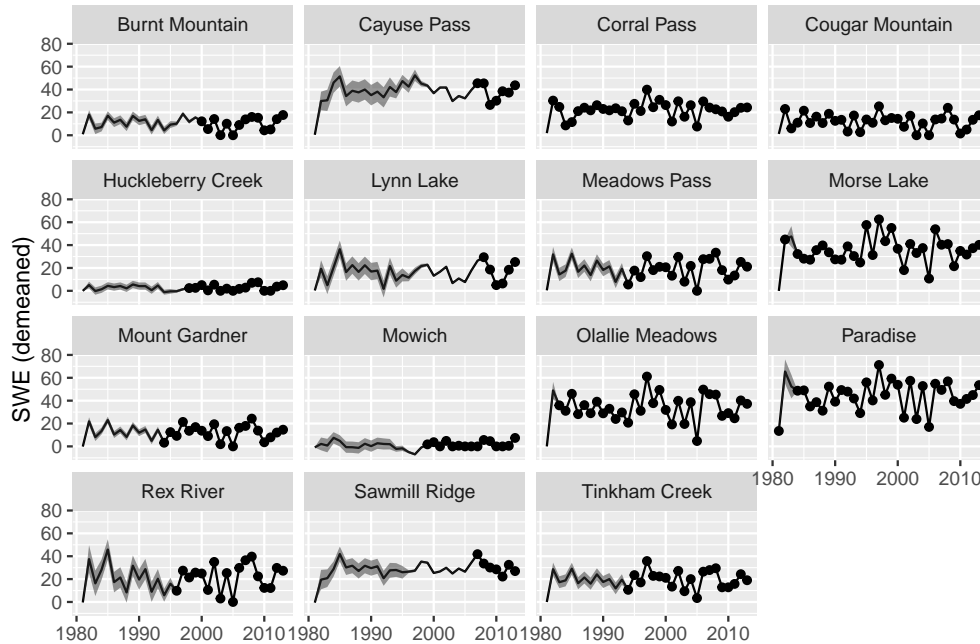 Burnt Mountain Cayuse Pass Corral Pass Cougar Mountain
80
60
40
20
0
Huckleberry Creek Lynn Lake Meadows Pass Morse Lake
80
60
40
20
0
SWE (demeaned)
Mount Gardner Mowich Olallie Meadows Paradise
80
60
40
20
0
1980 1990 2000 2010
Rex River Sawmill Ridge Tinkham Creek
80
60
40
20
0
1980 1990 2000 2010 1980 1990 2000 2010 1980 1990 2000 2010